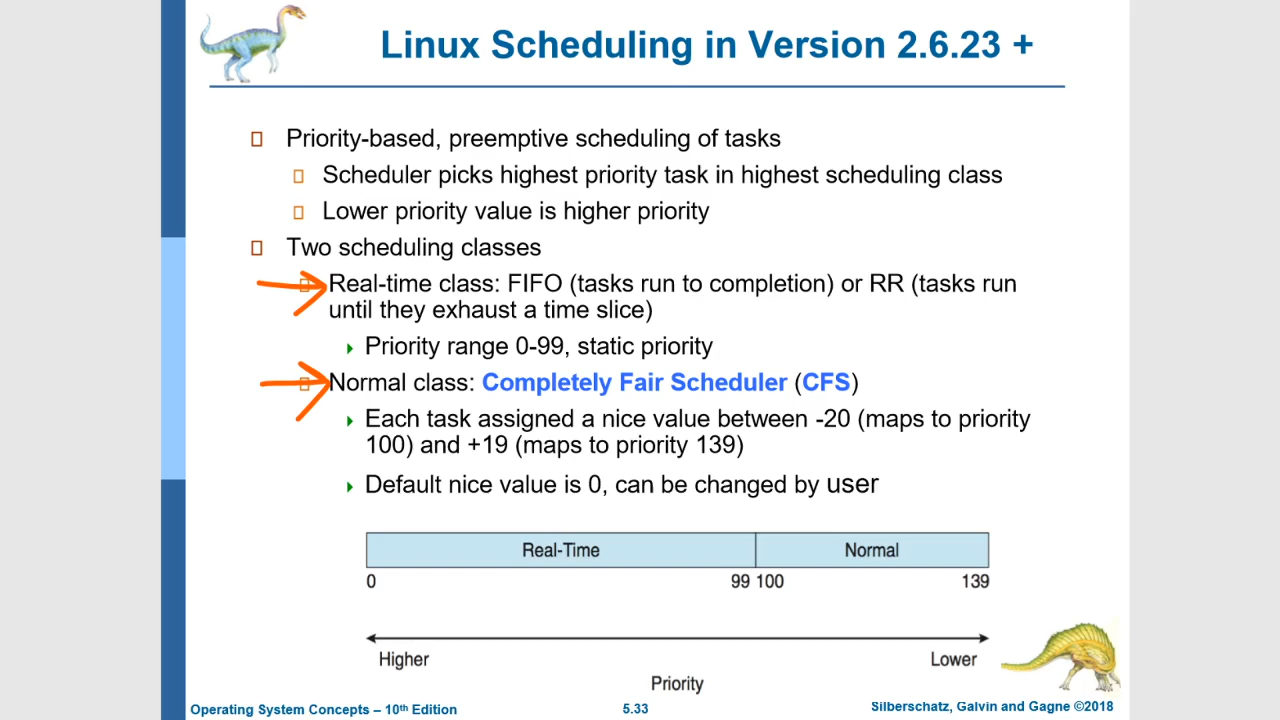 Linux Scheduling in Version 2.6.23 +
Priority-based, preemptive scheduling of tasks
Scheduler picks highest priority task in highest scheduling class
Lower priority value is higher priority
Two scheduling classes
Real-time class: FIFO (tasks run to completion) or RR (tasks run
until they exhaust a time slice)
Priority range 0-99, static priority
Normal class: Completely Fair Scheduler (CFS)
Each task assigned a nice value between -20 (maps to priority
100) and +19 (maps to priority 139)
Default nice value is 0, can be changed by user
Real-Time Normal
0 99 100 139
Higher Lower
Priority
Operating System Concepts – 10th Edition 5.33 Silberschatz, Galvin and Gagne ©2018